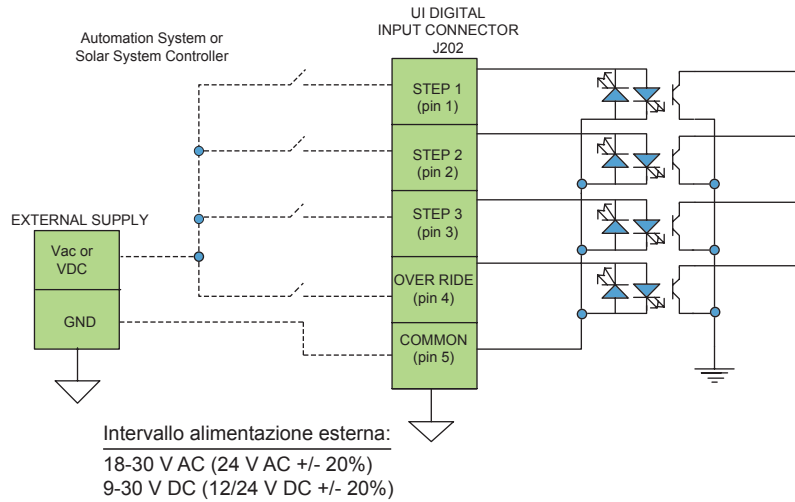 UI DIGITAL
INPUT CONNECTOR
J202
Automation System or
Solar System Controller
STEP 1
(pin 1)
STEP 2
(pin 2)
STEP 3
(pin 3)
EXTERNAL SUPPLY
Vac or
VDC
OVER RIDE
(pin 4)
GND
COMMON
(pin 5)
Intervallo alimentazione esterna:
18-30 V AC (24 V AC +/- 20%)
9-30 V DC (12/24 V DC +/- 20%)